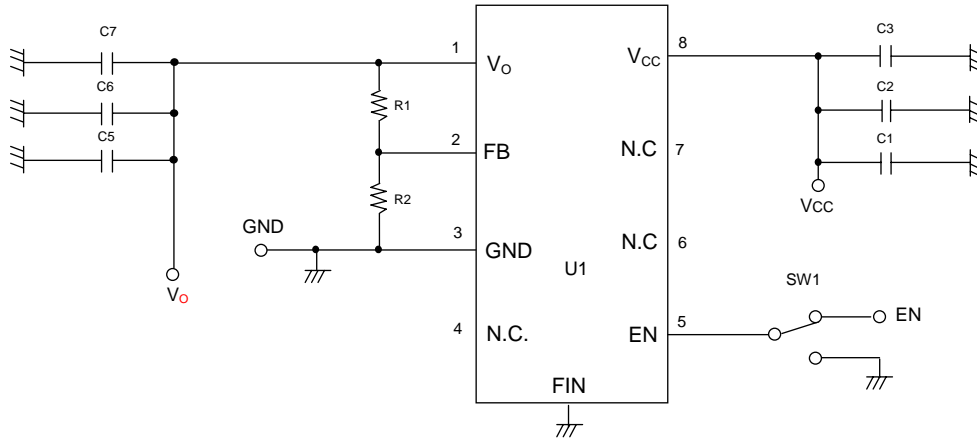 C7
C6
C5
VO
GND
R1
R2
1
2
3
4
VO
FB
GND
N.C.
U1
FIN
VCC
N.C
N.C
EN
8
7
6
5
C3
C2
C1
VCC
SW1
EN